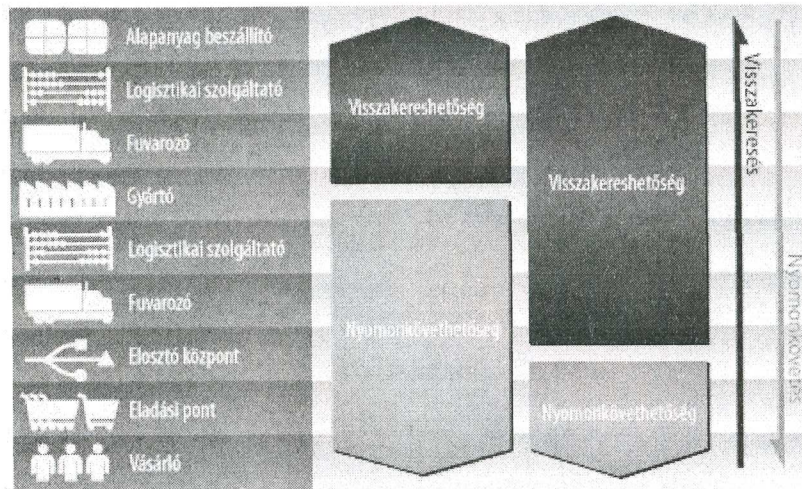 Alapanyag beszállító
Logisztikai szolgáltató
Fuvarozó
Gyártó
Logisztikai szolgáltató
Fuvarozó
Elosztó központ
Eladási pont
Vásárló
Visszakereshetőség
Nyomonkövethetőség
Visszakereshetőség
Nyomonkövethetőség
Visszakeresés
Nyomonkövetés